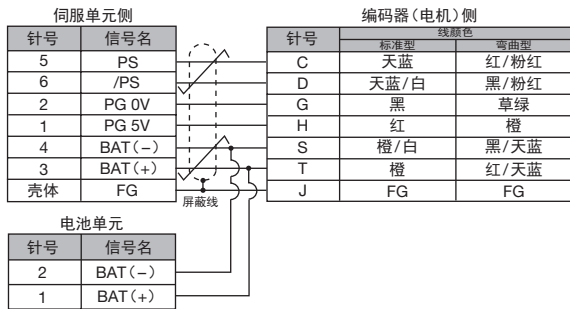 伺服单元侧 编码器（电机）侧
针号 信号名 针号 线颜色
标准型 弯曲型
5 PS C 天蓝 红/粉红
6 /PS D 天蓝/白 黑/粉红
2 PG 0V G 黑 草绿
1 PG 5V H 红 橙
4 BAT（-） S 橙/白 黑/天蓝
3 BAT（+） T 橙 红/天蓝
壳体 FG J FG FG
屏蔽线
电池单元
针号 信号名
2 BAT（-）
1 BAT（+）